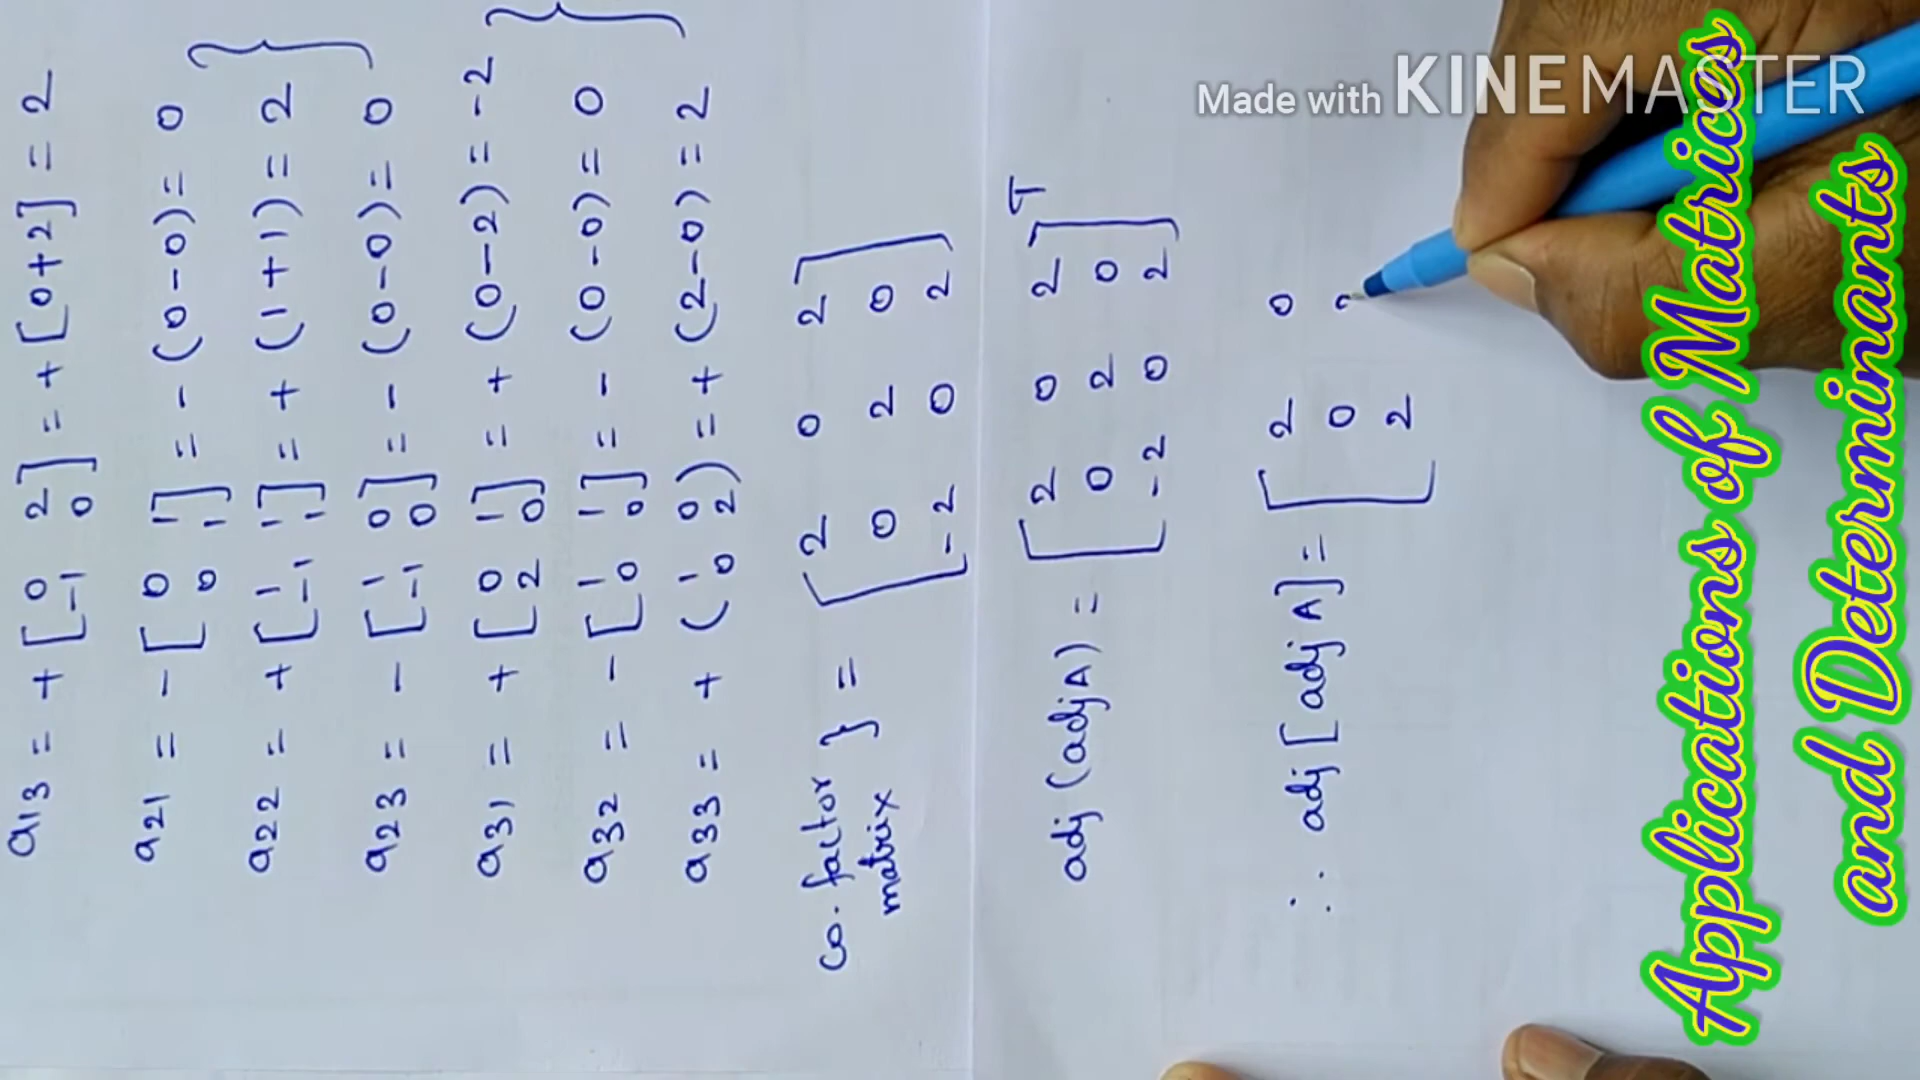 a13 = + [ 0 2 -1 0 ] = + [0+2] = 2
a21 = - [ 0 1 0 1 ] = - (0-0) = 0
a22 = + [ 1 1 -1 1 ] = + (1+1) = 2
a23 = - [ 1 0 -1 0 ] = - (0-0) = 0
a31 = + [ 0 1 2 0 ] = + (0-2) = -2
a32 = - [ 1 1 0 0 ] = - (0-0) = 0
a33 = + ( 1 0 0 2 ) = + (2-0) = 2
co.factor matrix } =
[ 2 0 2
0 2 0
-2 0 2 ]
adj (adj A) =
[ 2 0 2
0 2 0
-2 0 2 ] T
∴ adj [adj A] =
[ 2 0
0
2
Made with KINEMASTER
Applications of Matrices
and Determinants